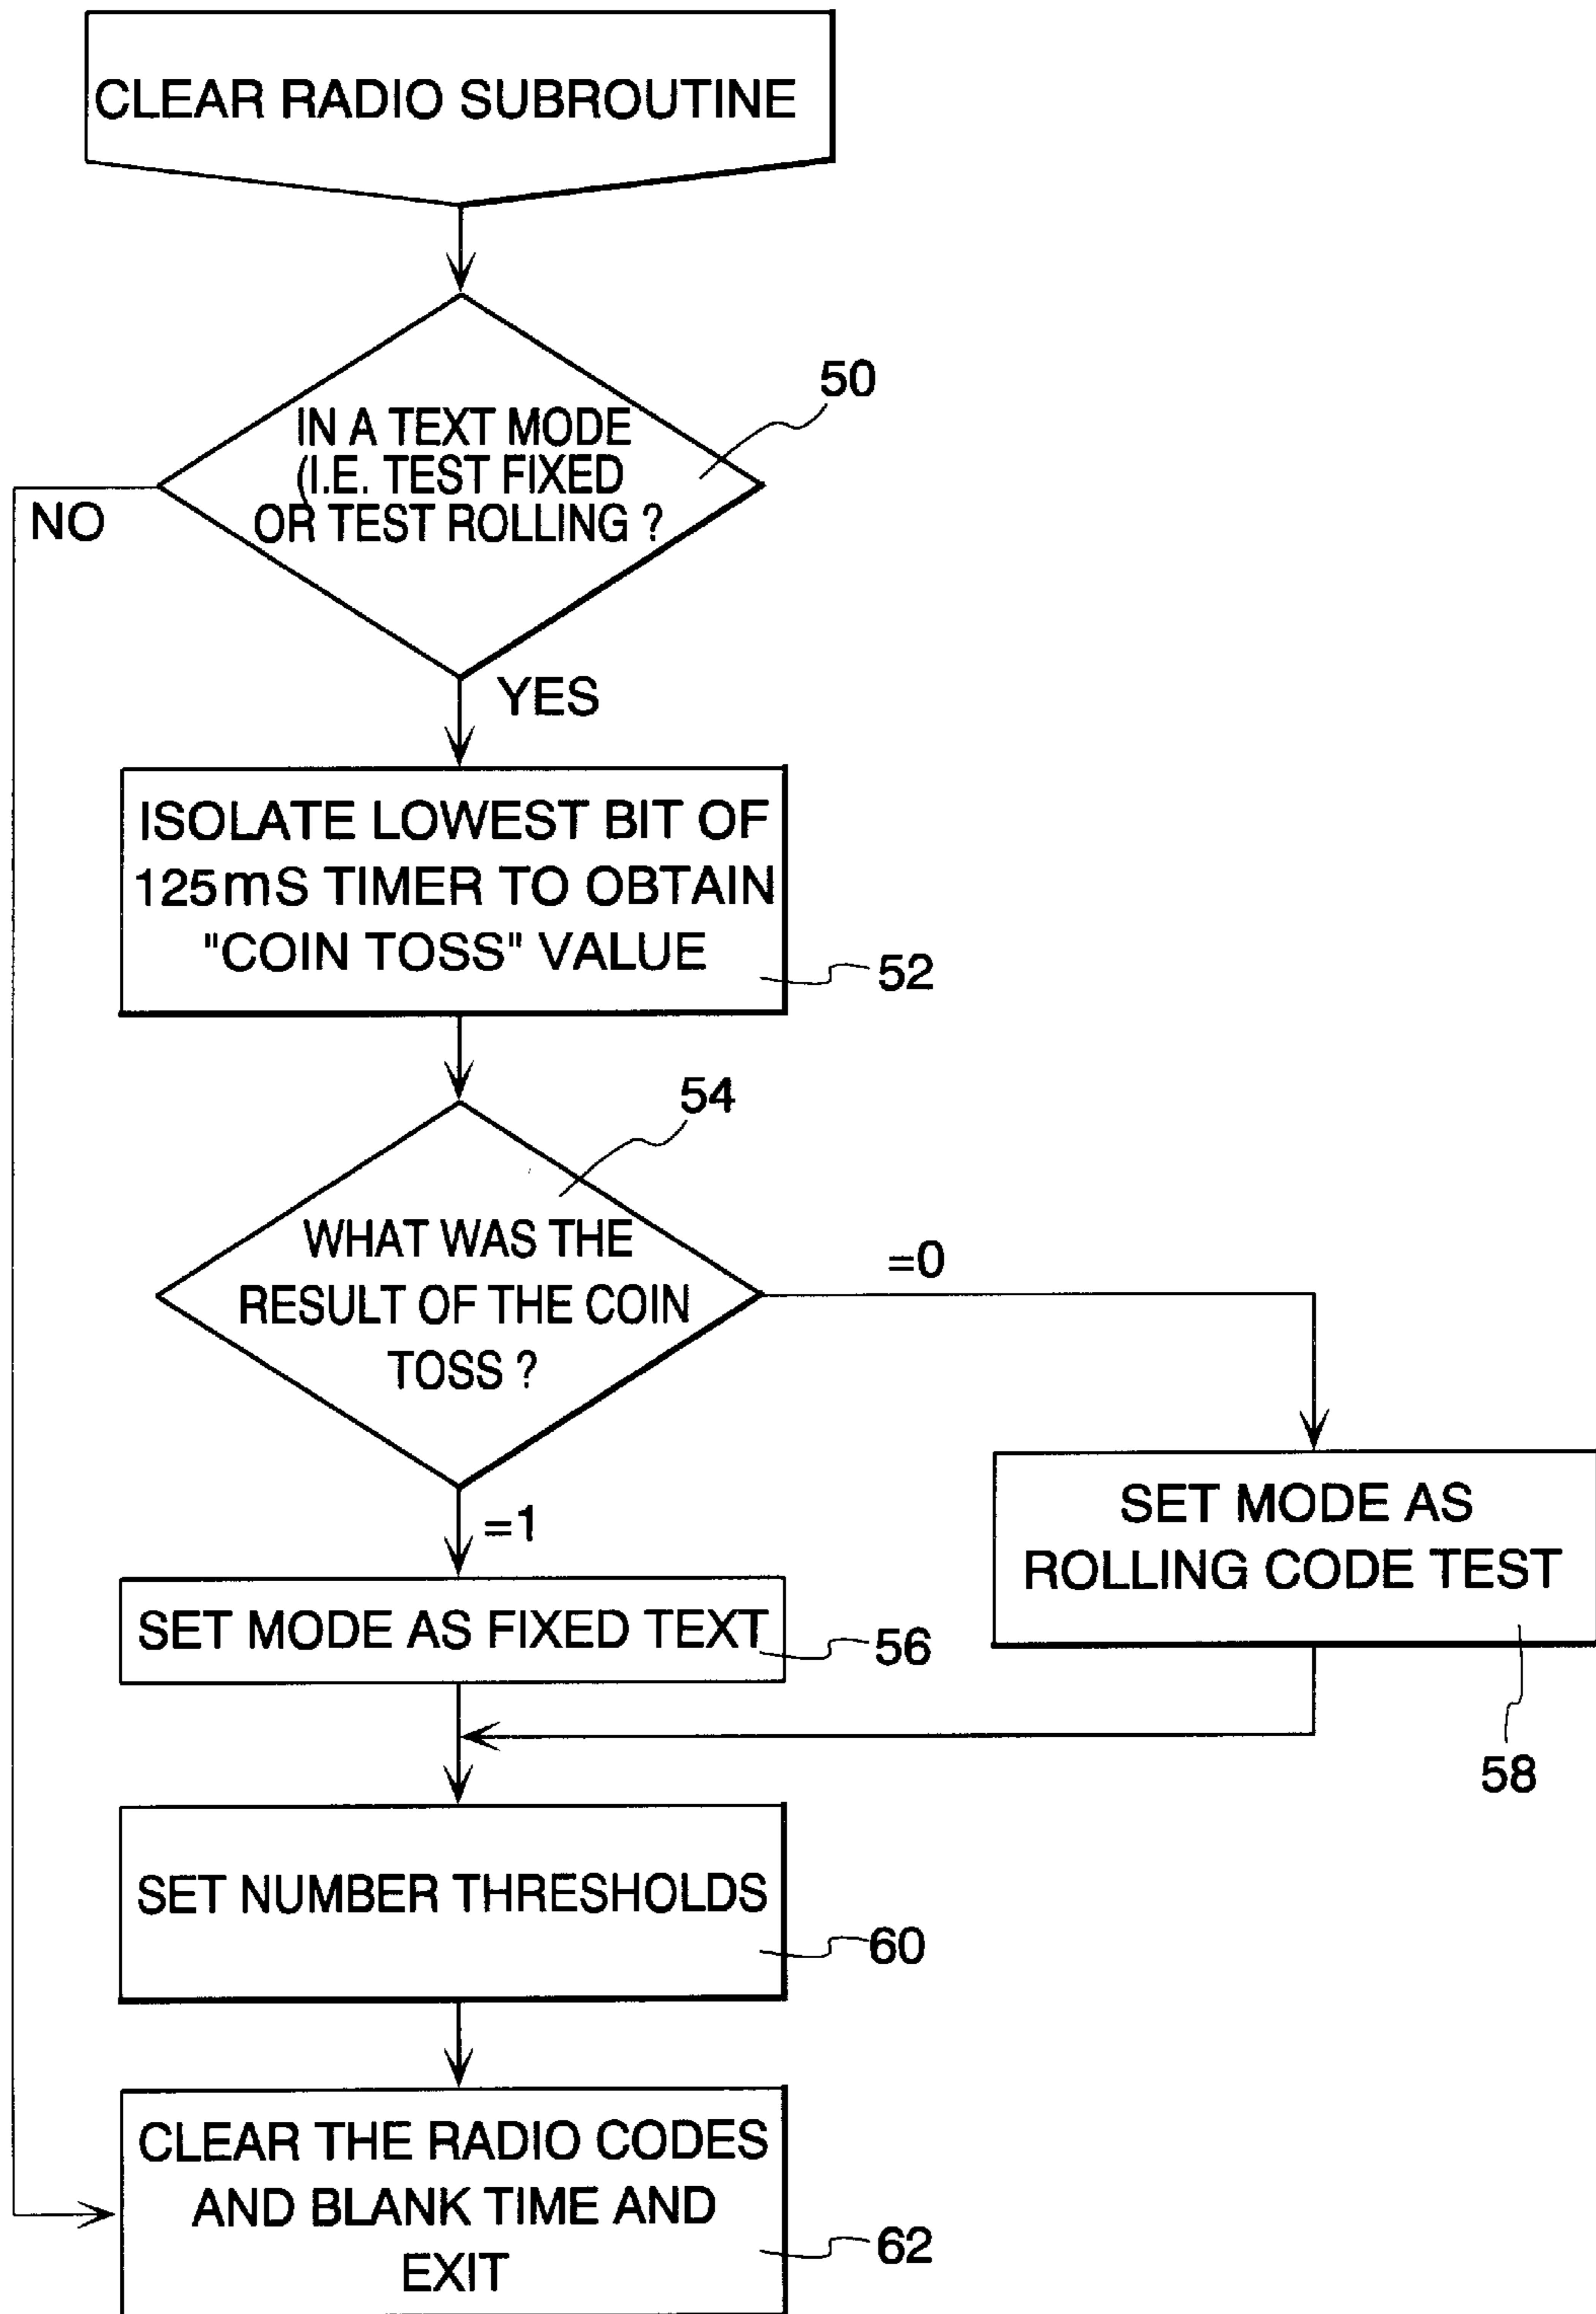 CLEAR RADIO SUBROUTINE
50
IN A TEXT MODE
(I.E. TEST FIXED
OR TEST ROLLING ?
NO
YES
ISOLATE LOWEST BIT OF
125mS TIMER TO OBTAIN
"COIN TOSS" VALUE
52
54
WHAT WAS THE
RESULT OF THE COIN
TOSS ?
=0
=1
SET MODE AS
ROLLING CODE TEST
58
SET MODE AS FIXED TEXT
56
SET NUMBER THRESHOLDS
60
CLEAR THE RADIO CODES
AND BLANK TIME AND
EXIT
62